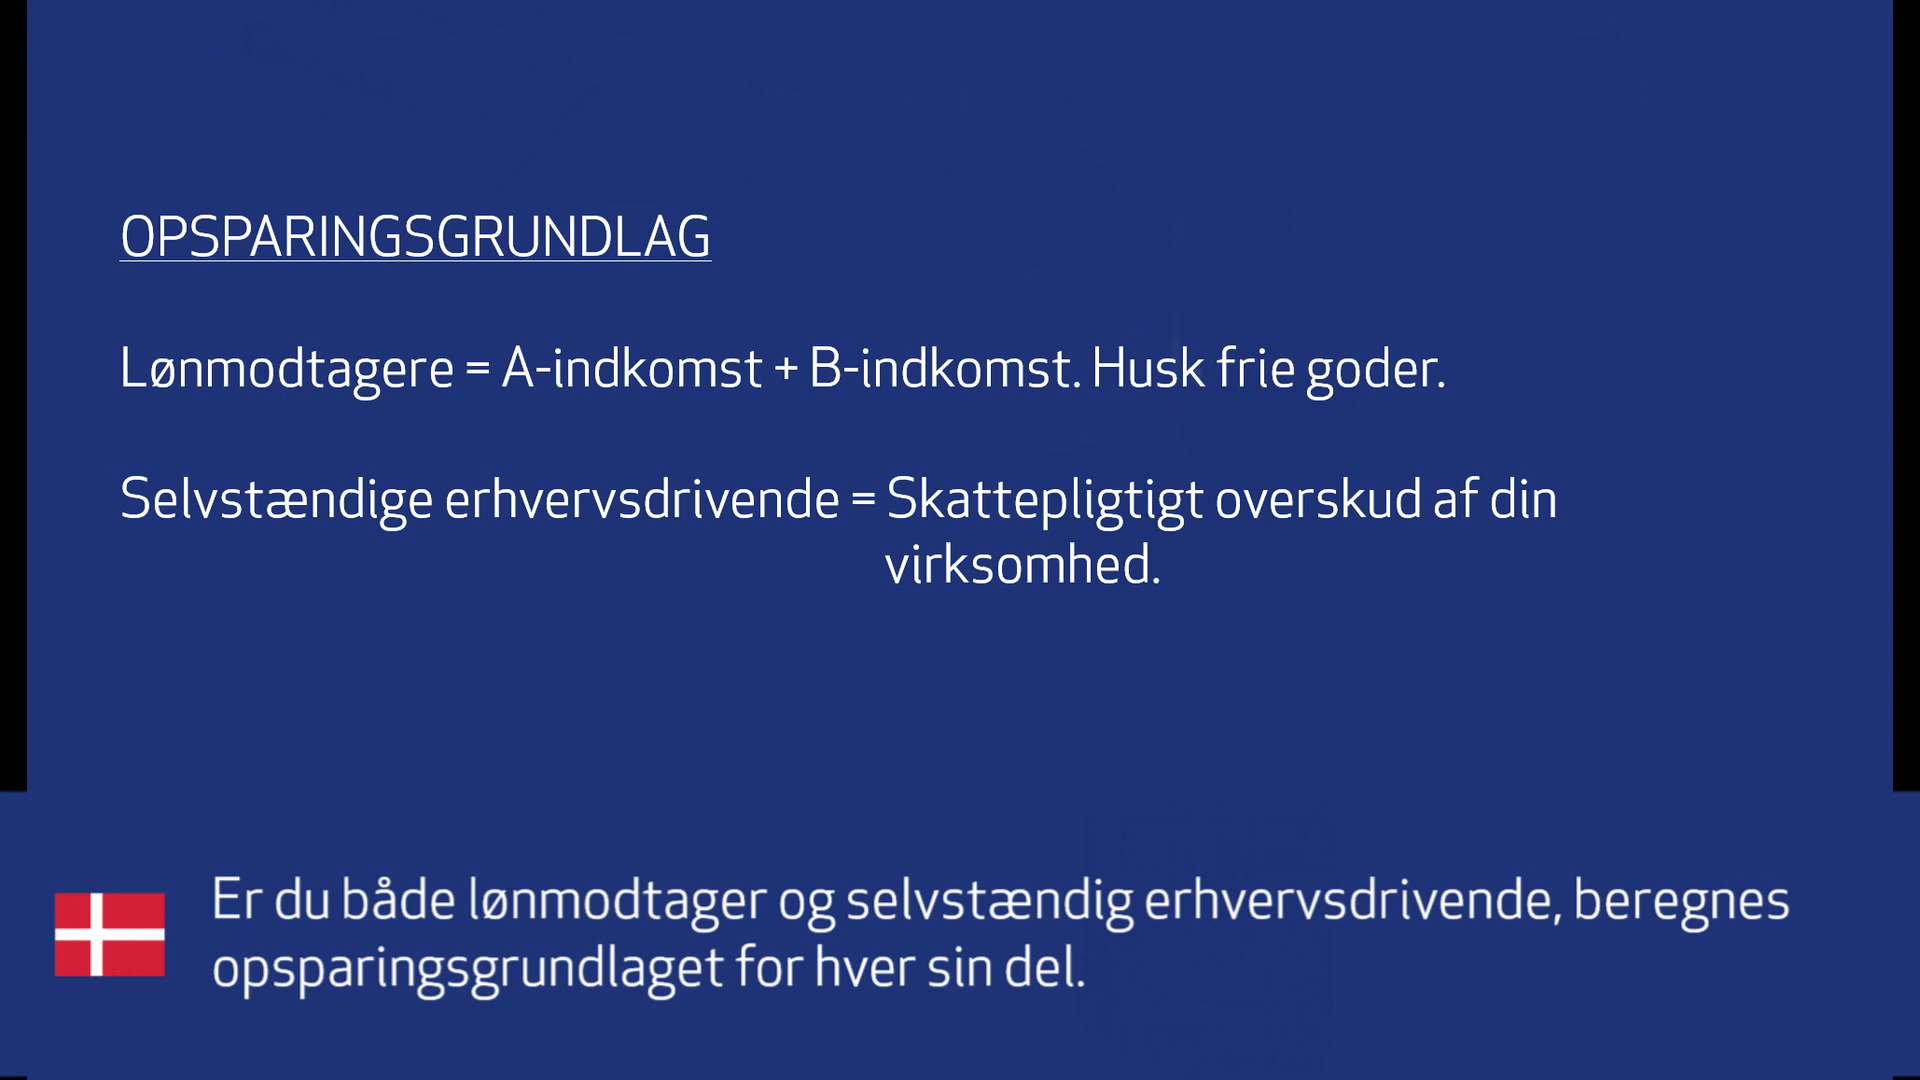 OPSPARINGSGRUNDLAG
Lønmodtagere = A-indkomst + B-indkomst. Husk frie goder.
Selvstændige erhvervsdrivende = Skattepligtigt overskud af din
virksomhed.
Er du både lønmodtager og selvstændig erhvervsdrivende, beregnes
opsparingsgrundlaget for hver sin del.